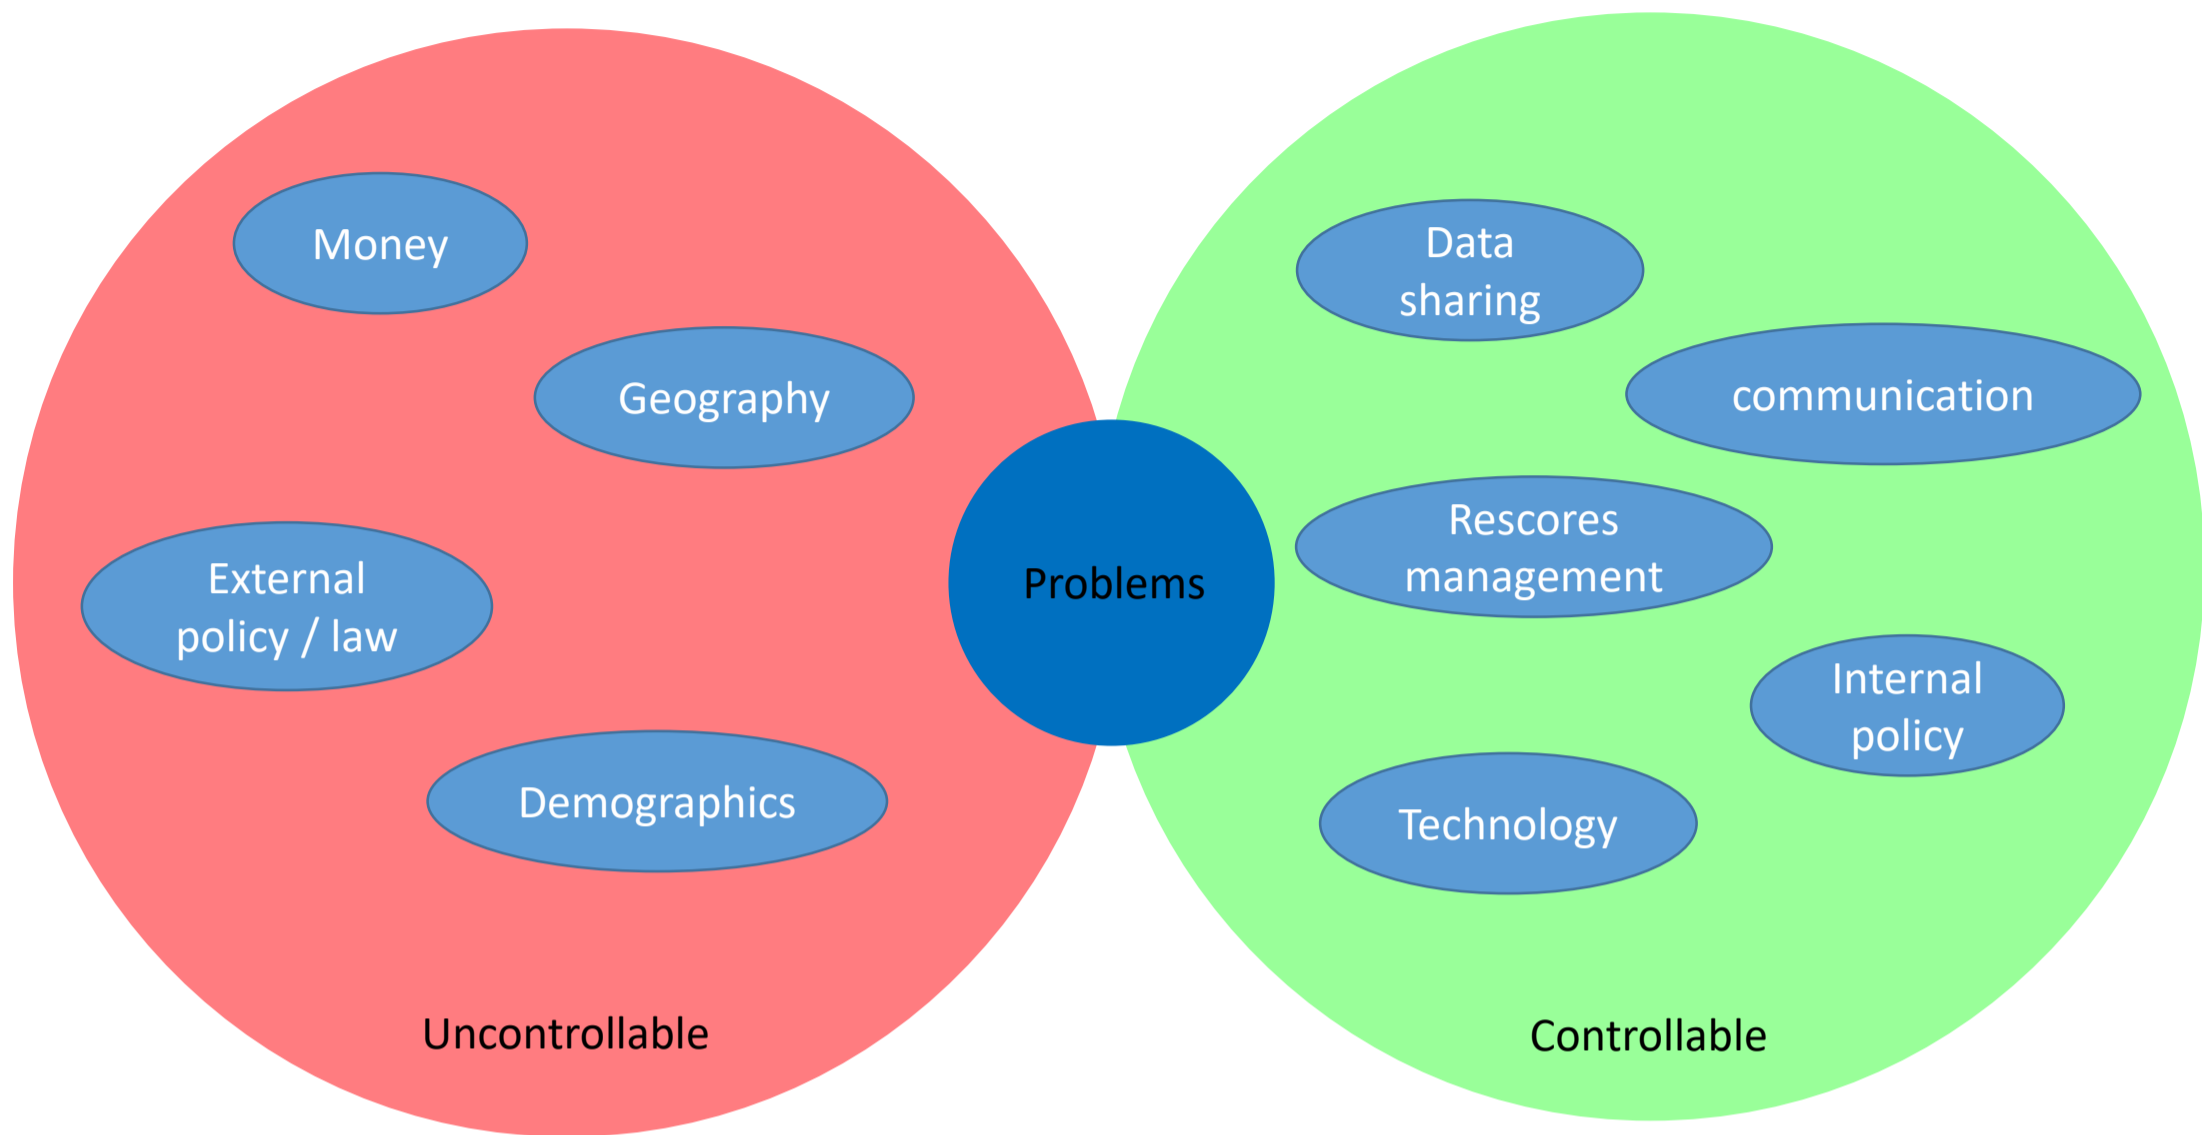 Money
Geography
External
policy / law
Demographics
Uncontrollable
Problems
Data
sharing
communication
Rescores
management
Internal
policy
Technology
Controllable